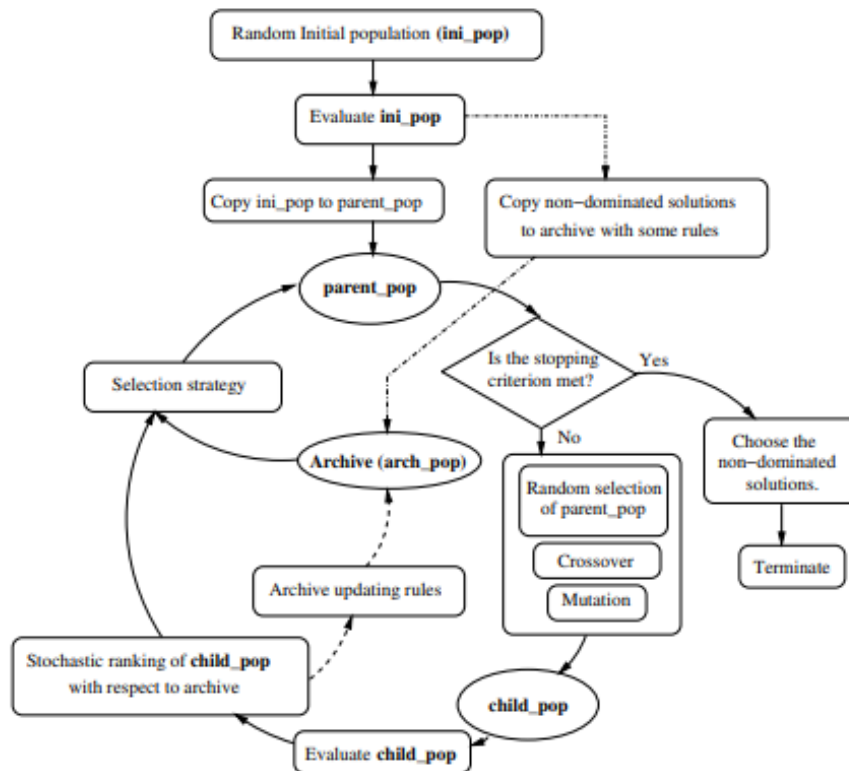 Random Initial population (ini_pop)
Evaluate ini_pop
Copy ini_pop to parent_pop
Copy non-dominated solutions
to archive with some rules
parent_pop
Is the stopping
criterion met?
Yes
Selection strategy
No
Archive (arch_pop)
Choose the
non-dominated
solutions.
Random selection
of parent_pop
Crossover
Mutation
Terminate
Archive updating rules
Stochastic ranking of child_pop
with respect to archive
child_pop
Evaluate child_pop